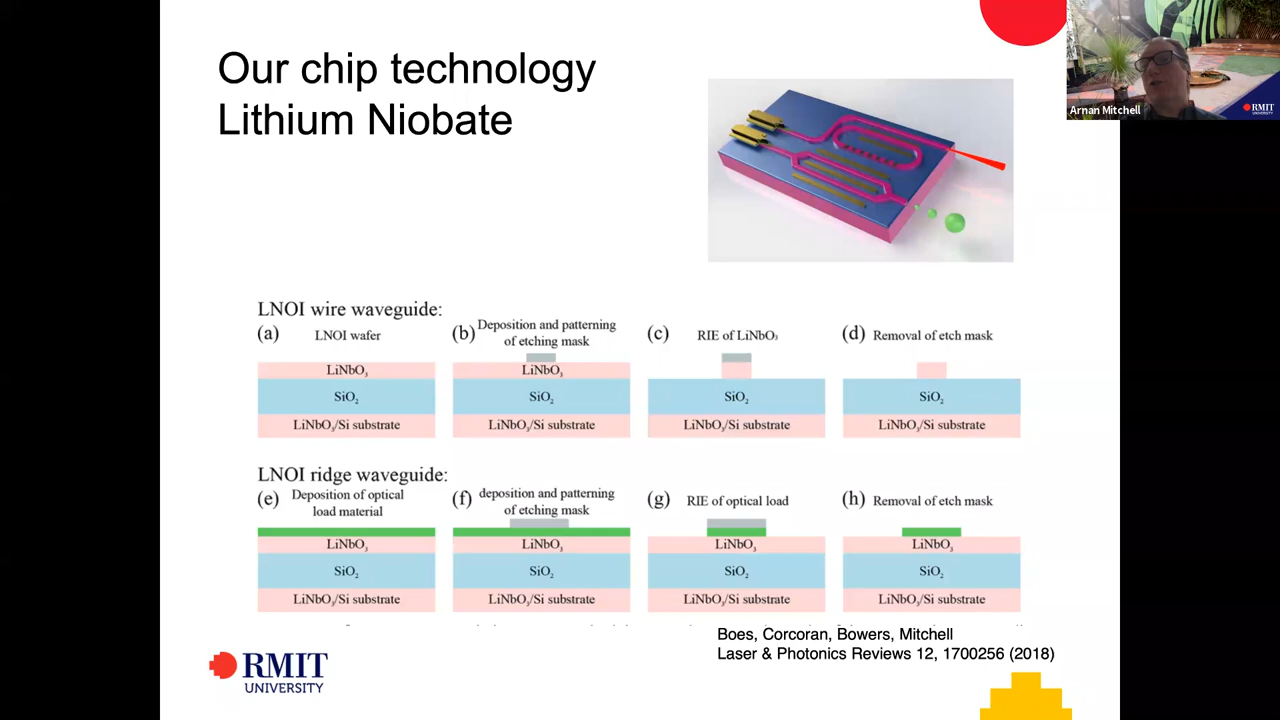 Our chip technology
Lithium Niobate
Arnan Mitchell
RMIT
UNIVERSITY
LNOI wire waveguide:
(a) LNOI wafer
LiNbO₃
SiO₂
LiNbO₃/Si substrate
(b) Deposition and patterning
of etching mask
LiNbO₃
SiO₂
LiNbO₃/Si substrate
(c) RIE of LiNbO₃
SiO₂
LiNbO₃/Si substrate
(d) Removal of etch mask
SiO₂
LiNbO₃/Si substrate
LNOI ridge waveguide:
(e) Deposition of optical
load material
LiNbO₃
SiO₂
LiNbO₃/Si substrate
(f) deposition and patterning
of etching mask
LiNbO₃
SiO₂
LiNbO₃/Si substrate
(g) RIE of optical load
LiNbO₃
SiO₂
LiNbO₃/Si substrate
(h) Removal of etch mask
LiNbO₃
SiO₂
LiNbO₃/Si substrate
Boes, Corcoran, Bowers, Mitchell
Laser & Photonics Reviews 12, 1700256 (2018)
RMIT
UNIVERSITY